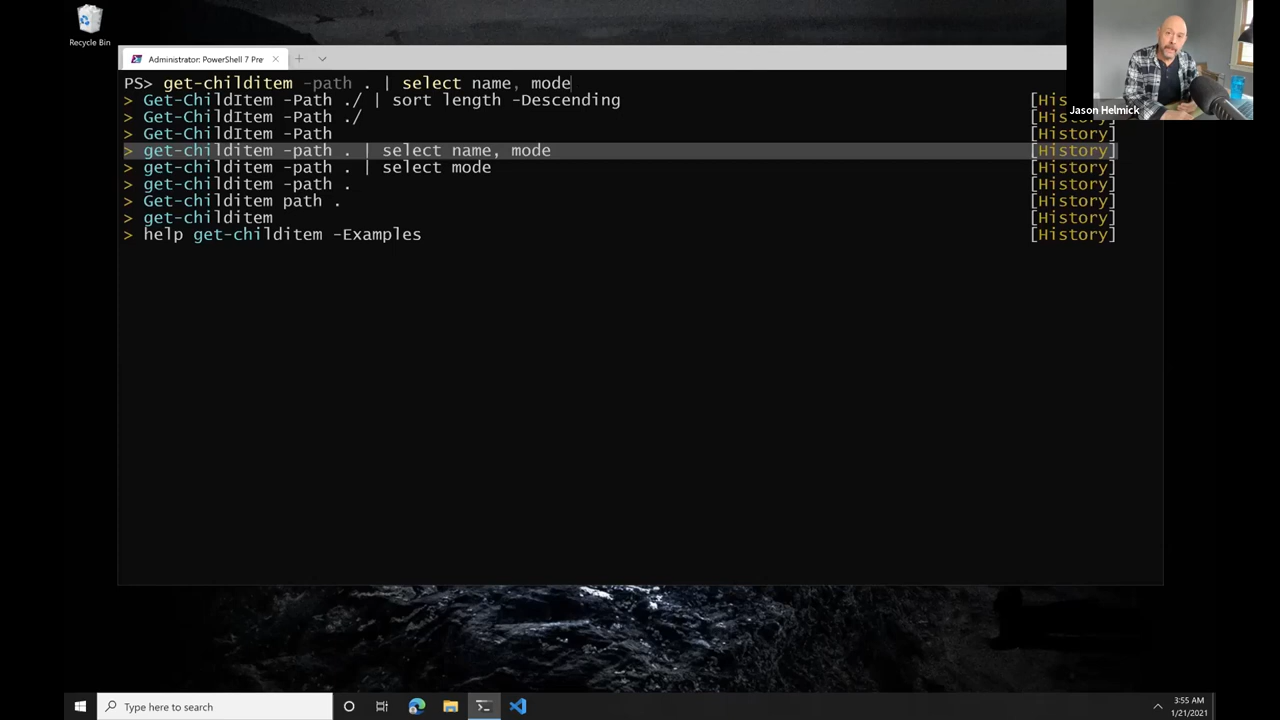 Recycle Bin
Administrator: PowerShell 7 Pre
PS> get-childitem -path . | select name, mode
> Get-ChildItem -Path ./ | sort length -Descending [His
Jason Helmick
> Get-ChildItem -Path ./ [History]
> Get-ChildItem -Path [History]
> get-childitem -path . | select name, mode [History]
> get-childitem -path . | select mode [History]
> get-childitem -path . [History]
> Get-childitem path . [History]
> get-childitem [History]
> help get-childitem -Examples [History]
Type here to search
3:55 AM
1/21/2021